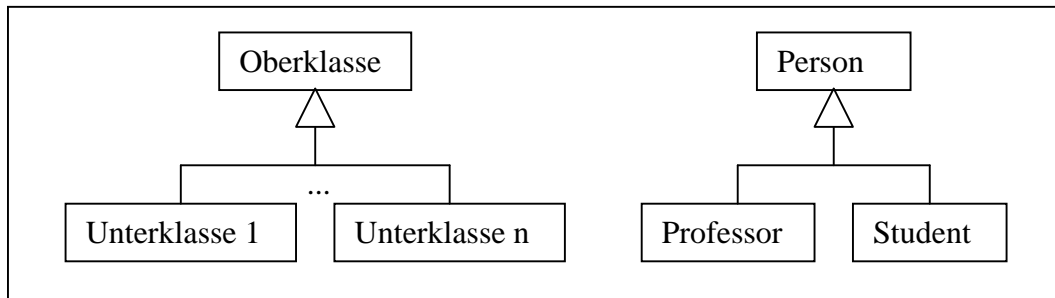 Oberklasse
Person
...
Unterklasse 1
Unterklasse n
Professor
Student